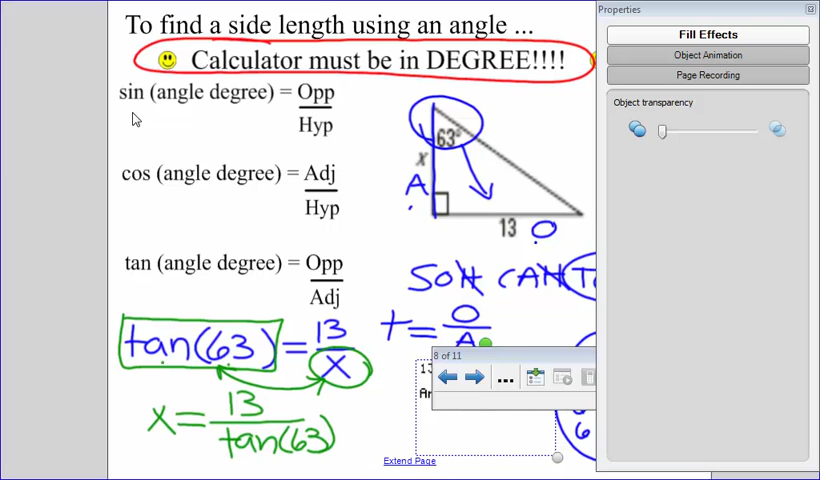 To find a side length using an angle ...
Properties
Calculator must be in DEGREE!!!!
Fill Effects
Object Animation
Page Recording
Object transparency
sin (angle degree) = Opp
Hyp
63°
x
A
13 O
cos (angle degree) = Adj
Hyp
tan (angle degree) = Opp
Adj
SOH CAH T
t = O
A
tan(63) = 13
x
8 of 11
...
x = 13
tan(63)
6
Extend Page